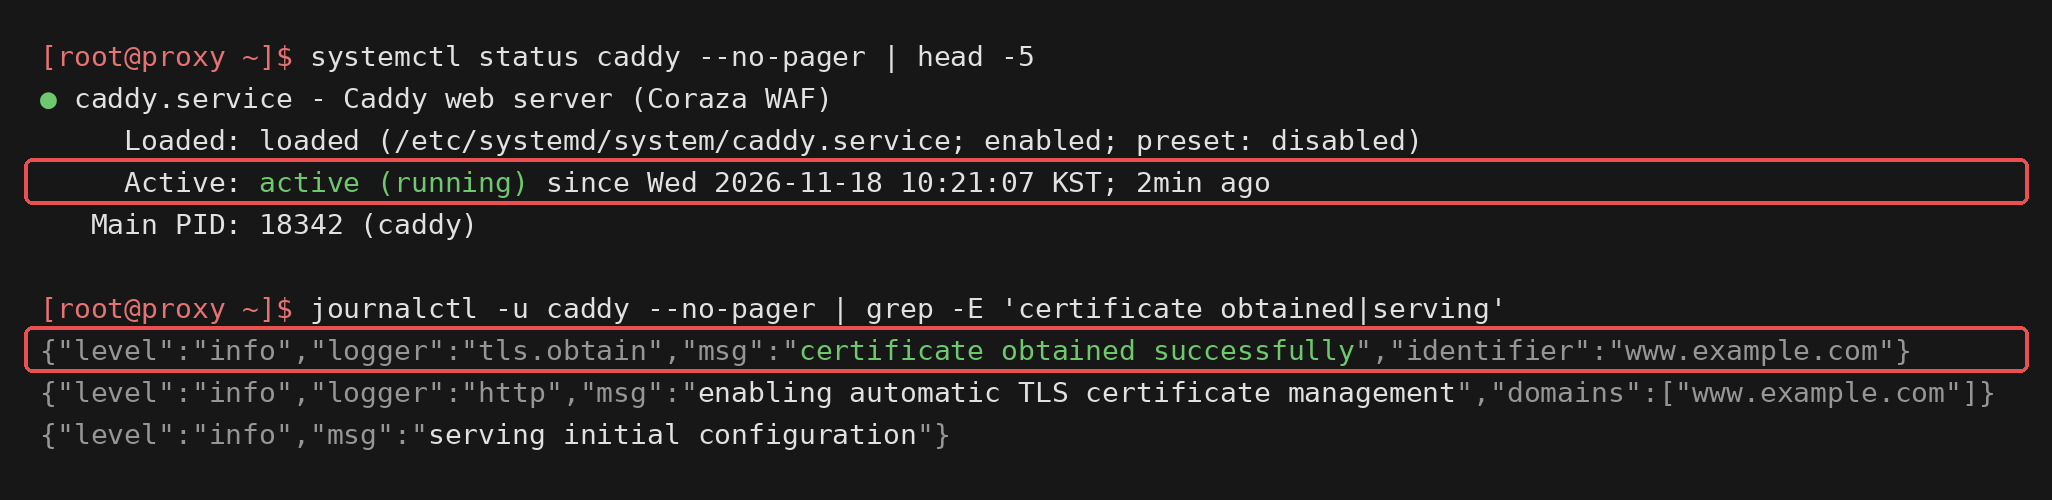 [root@proxy ~]$ systemctl status caddy --no-pager | head -5
● caddy.service - Caddy web server (Coraza WAF)
Loaded: loaded (/etc/systemd/system/caddy.service; enabled; preset: disabled)
Active: active (running) since Wed 2026-11-18 10:21:07 KST; 2min ago
Main PID: 18342 (caddy)
[root@proxy ~]$ journalctl -u caddy --no-pager | grep -E 'certificate obtained|serving'
{"level":"info","logger":"tls.obtain","msg":"certificate obtained successfully","identifier":"www.example.com"}
{"level":"info","logger":"http","msg":"enabling automatic TLS certificate management","domains":["www.example.com"]}
{"level":"info","msg":"serving initial configuration"}